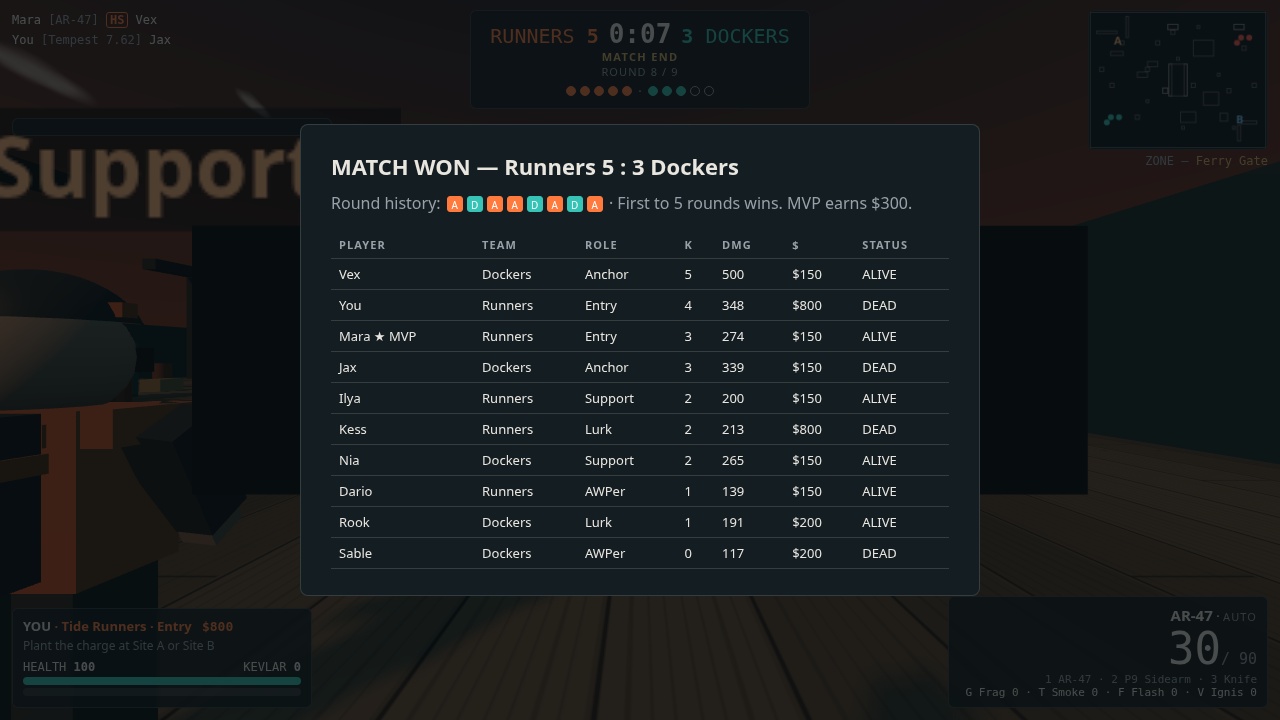 Mara [AR-47] HS Vex
You [Tempest 7.62] Jax
RUNNERS 5 0:07 3 DOCKERS
MATCH END
ROUND 8 / 9
A
B
ZONE — Ferry Gate
Support
MATCH WON — Runners 5 : 3 Dockers
Round history: A D A A D A D A · First to 5 rounds wins. MVP earns $300.
PLAYER TEAM ROLE K DMG $ STATUS
Vex Dockers Anchor 5 500 $150 ALIVE
You Runners Entry 4 348 $800 DEAD
Mara ★ MVP Runners Entry 3 274 $150 ALIVE
Jax Dockers Anchor 3 339 $150 DEAD
Ilya Runners Support 2 200 $150 ALIVE
Kess Runners Lurk 2 213 $800 DEAD
Nia Dockers Support 2 265 $150 ALIVE
Dario Runners AWPer 1 139 $150 ALIVE
Rook Dockers Lurk 1 191 $200 ALIVE
Sable Dockers AWPer 0 117 $200 DEAD
YOU · Tide Runners · Entry $800
Plant the charge at Site A or Site B
HEALTH 100 KEVLAR 0
AR-47 · AUTO
30 / 90
1 AR-47 · 2 P9 Sidearm · 3 Knife
G Frag 0 · T Smoke 0 · F Flash 0 · V Ignis 0